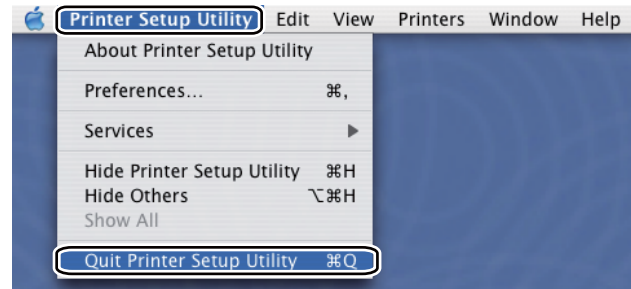 Printer Setup Utility Edit View Printers Window Help
About Printer Setup Utility
Preferences... ⌘,
Services ▶
Hide Printer Setup Utility ⌘H
Hide Others ⌥⌘H
Show All
Quit Printer Setup Utility ⌘Q